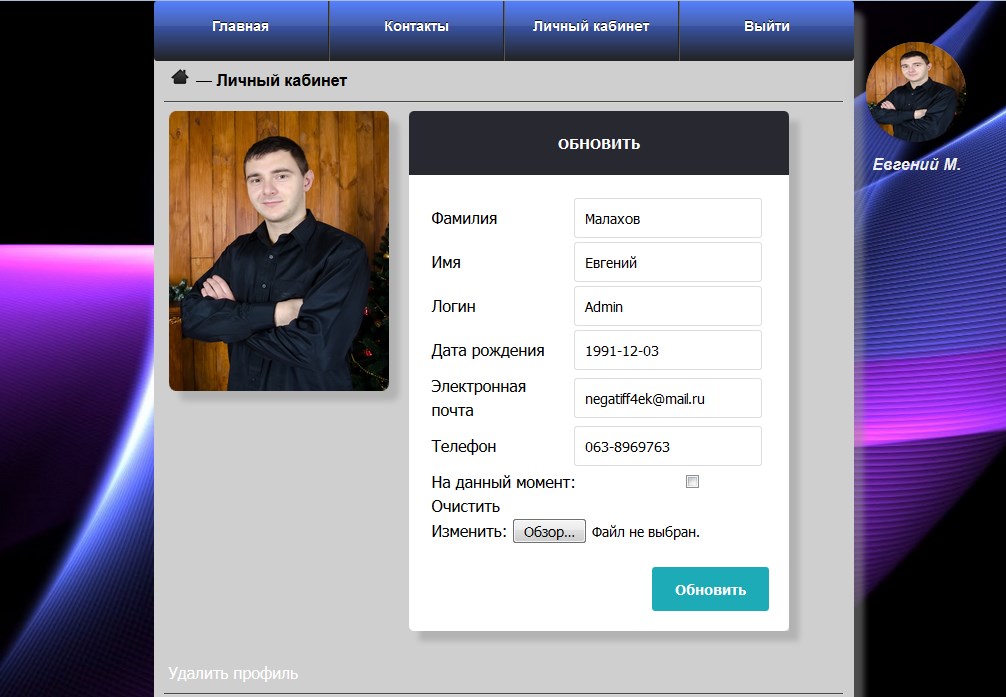 Главная
Контакты
Личный кабинет
Выйти
— Личный кабинет
Евгений М.
ОБНОВИТЬ
Фамилия
Малахов
Имя
Евгений
Логин
Admin
Дата рождения
1991-12-03
Электронная
почта
negatiff4ek@mail.ru
Телефон
063-8969763
На данный момент:
Очистить
Изменить: Обзор... Файл не выбран.
Обновить
Удалить профиль